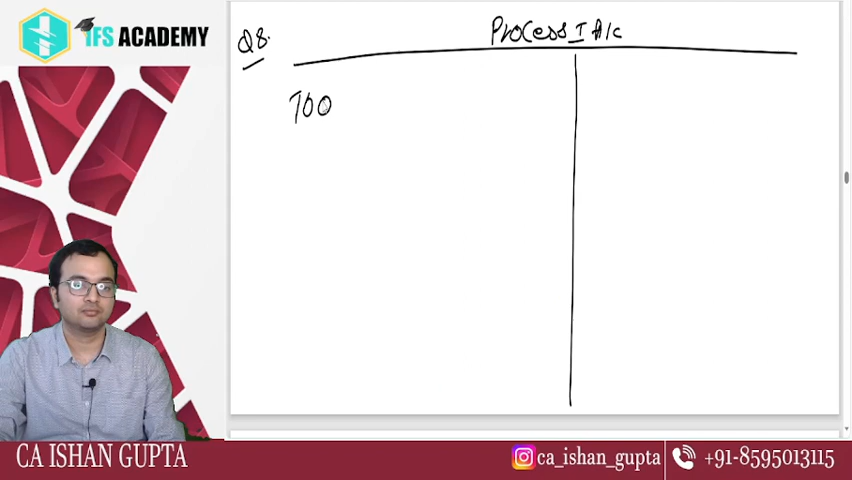 IFS ACADEMY
Q8.
Process I A/c
700
CA ISHAN GUPTA
ca_ishan_gupta
+91-8595013115